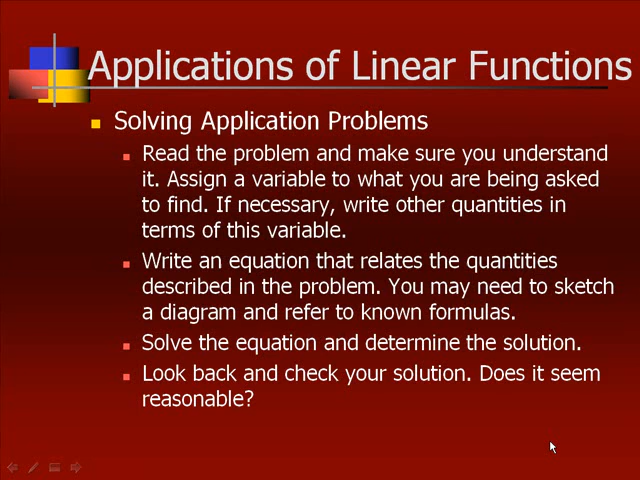 Applications of Linear Functions
Solving Application Problems
Read the problem and make sure you understand
it. Assign a variable to what you are being asked
to find. If necessary, write other quantities in
terms of this variable.
Write an equation that relates the quantities
described in the problem. You may need to sketch
a diagram and refer to known formulas.
Solve the equation and determine the solution.
Look back and check your solution. Does it seem
reasonable?